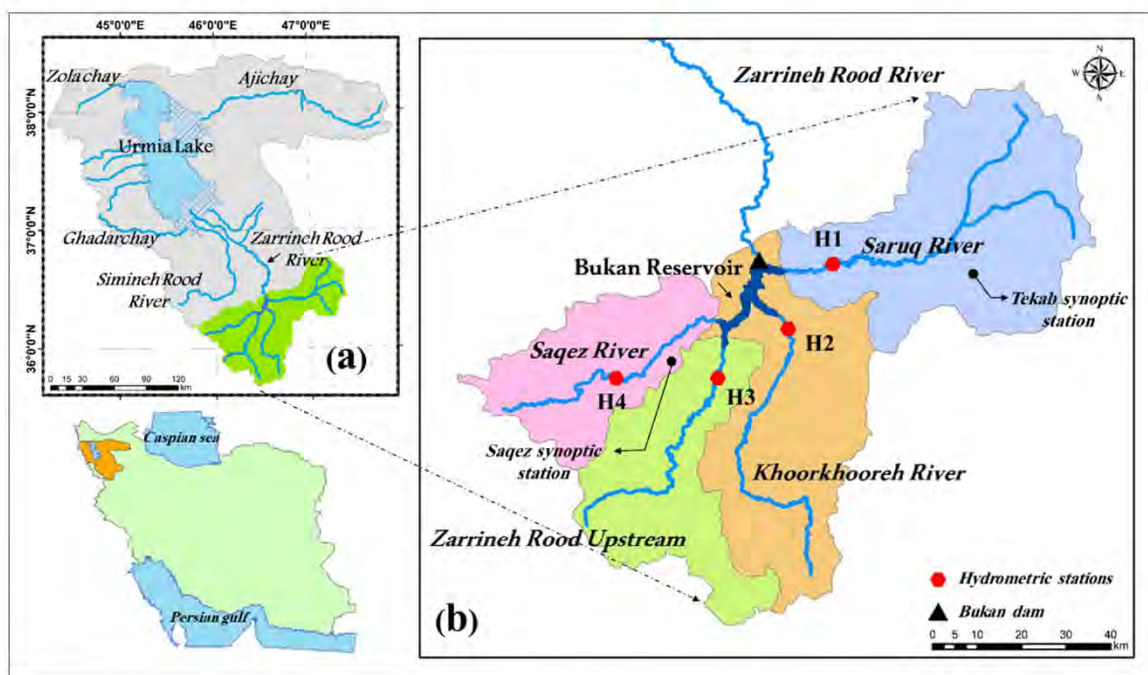 45°0'0"E
46°0'0"E
47°0'0"E
38°0'0"N
37°0'0"N
36°0'0"N
Zolachay
Ajichay
Urmia Lake
Ghadarchay
Zarrineh Rood
River
Simineh Rood
River
(a)
0 15 30 60 90 120
km
Caspian sea
Persian gulf
Zarrineh Rood River
N
W
E
S
H1
Saruq River
Bukan Reservoir
Tekab synoptic
station
H2
Saqez River
H4
H3
Saqez synoptic
station
Khoorkhooreh River
Zarrineh Rood Upstream
(b)
Hydrometric stations
Bukan dam
0 5 10 20 30 40
km